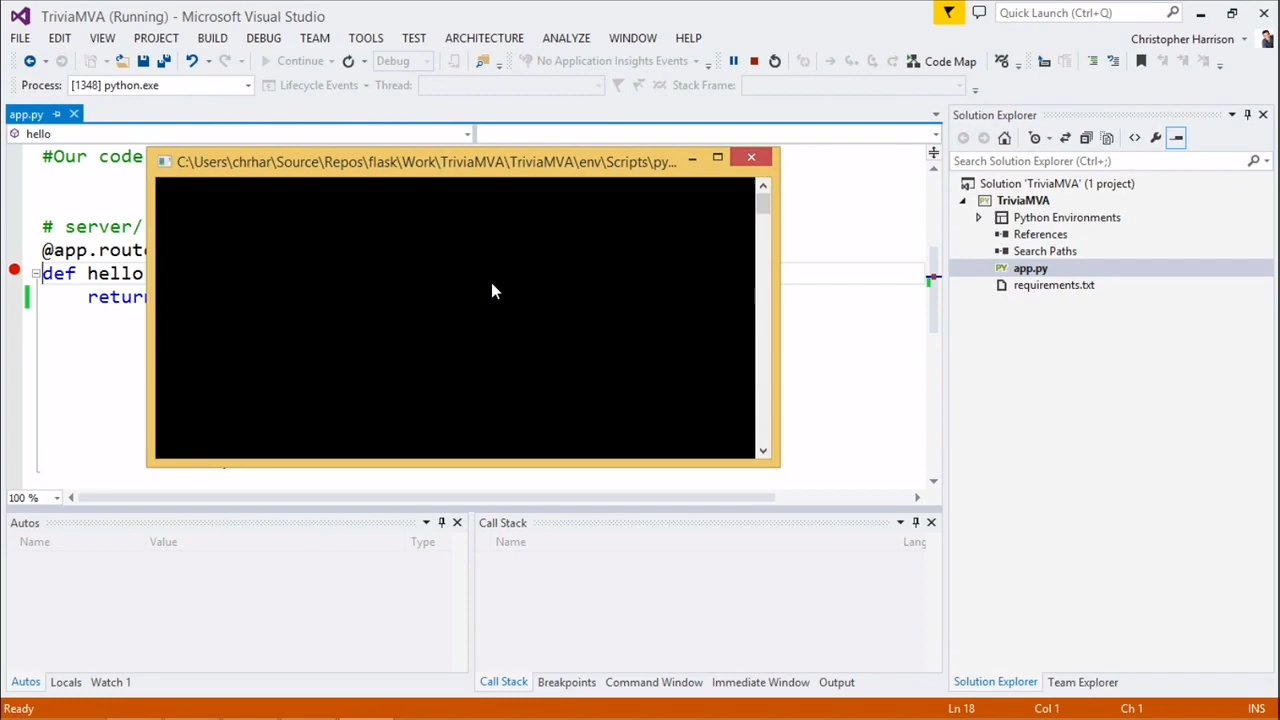 TriviaMVA (Running) - Microsoft Visual Studio
Quick Launch (Ctrl+Q)
FILE EDIT VIEW PROJECT BUILD DEBUG TEAM TOOLS TEST ARCHITECTURE ANALYZE WINDOW HELP
Christopher Harrison
Continue Debug No Application Insights Events Code Map
Process: [1348] python.exe Lifecycle Events Thread: Stack Frame:
app.py
hello
#Our code
# server/
@app.route
def hello
return
C:\Users\chrhar\Source\Repos\flask\Work\TriviaMVA\TriviaMVA\env\Scripts\py...
100 %
Solution Explorer
Search Solution Explorer (Ctrl+;)
Solution 'TriviaMVA' (1 project)
TriviaMVA
Python Environments
References
Search Paths
PY app.py
requirements.txt
Autos
Name Value Type
Call Stack
Name Lang
Autos Locals Watch 1
Call Stack Breakpoints Command Window Immediate Window Output
Solution Explorer Team Explorer
Ready Ln 18 Col 1 Ch 1 INS